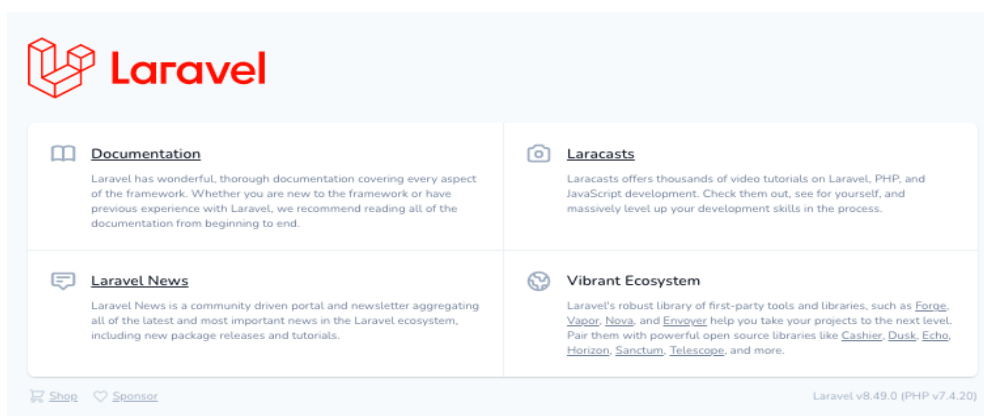 Laravel
Documentation
Laravel has wonderful, thorough documentation covering every aspect
of the framework. Whether you are new to the framework or have
previous experience with Laravel, we recommend reading all of the
documentation from beginning to end.
Laracasts
Laracasts offers thousands of video tutorials on Laravel, PHP, and
JavaScript development. Check them out, see for yourself, and
massively level up your development skills in the process.
Laravel News
Laravel News is a community driven portal and newsletter aggregating
all of the latest and most important news in the Laravel ecosystem,
including new package releases and tutorials.
Vibrant Ecosystem
Laravel's robust library of first-party tools and libraries, such as Forge,
Vapor, Nova, and Envoyer help you take your projects to the next level.
Pair them with powerful open source libraries like Cashier, Dusk, Echo,
Horizon, Sanctum, Telescope, and more.
Shop Sponsor
Laravel v8.49.0 (PHP v7.4.20)